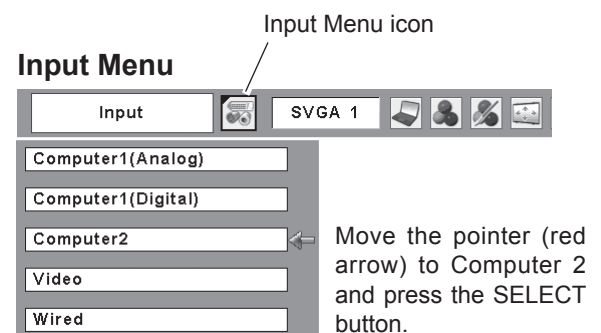 Input Menu icon
Input Menu
Input
SVGA 1
Computer1(Analog)
Computer1(Digital)
Computer2
Video
Wired
Move the pointer (red
arrow) to Computer 2
and press the SELECT
button.